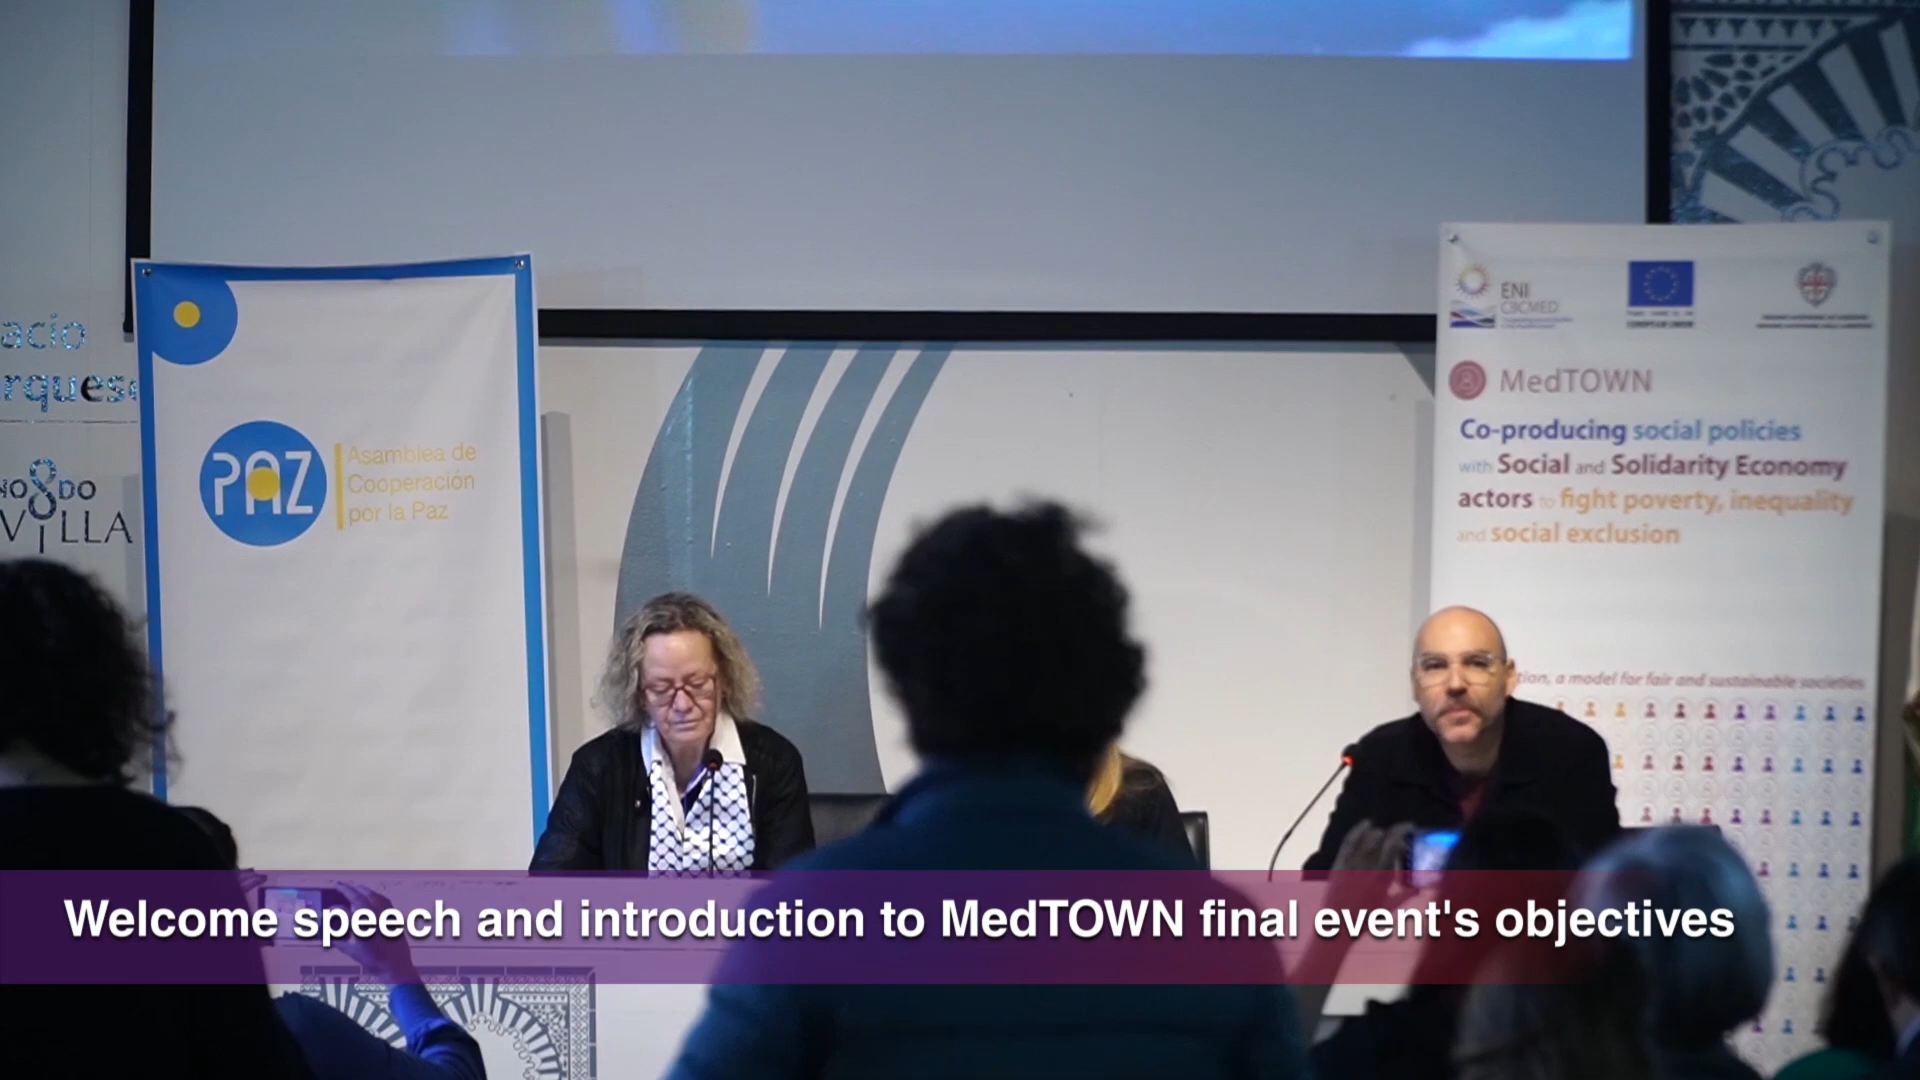 acio
rques
NO8DO
VILLA
PAZ
Asamblea de
Cooperación
por la Paz
ENI
CBCMED
EUROPEAN UNION
MedTOWN
Co-producing social policies
with Social and Solidarity Economy
actors to fight poverty, inequality
and social exclusion
tion, a model for fair and sustainable societies
Welcome speech and introduction to MedTOWN final event's objectives